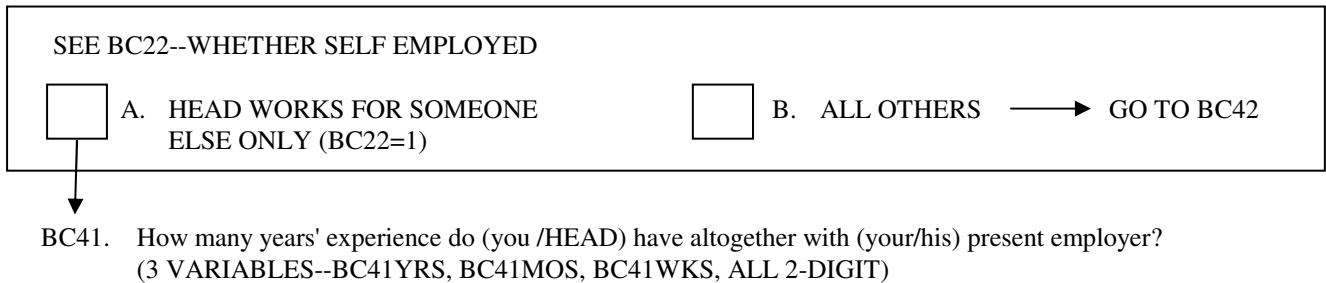 SEE BC22--WHETHER SELF EMPLOYED
A. HEAD WORKS FOR SOMEONE B. ALL OTHERS GO TO BC42
ELSE ONLY (BC22=1)
BC41. How many years' experience do (you /HEAD) have altogether with (your/his) present employer?
(3 VARIABLES--BC41YRS, BC41MOS, BC41WKS, ALL 2-DIGIT)